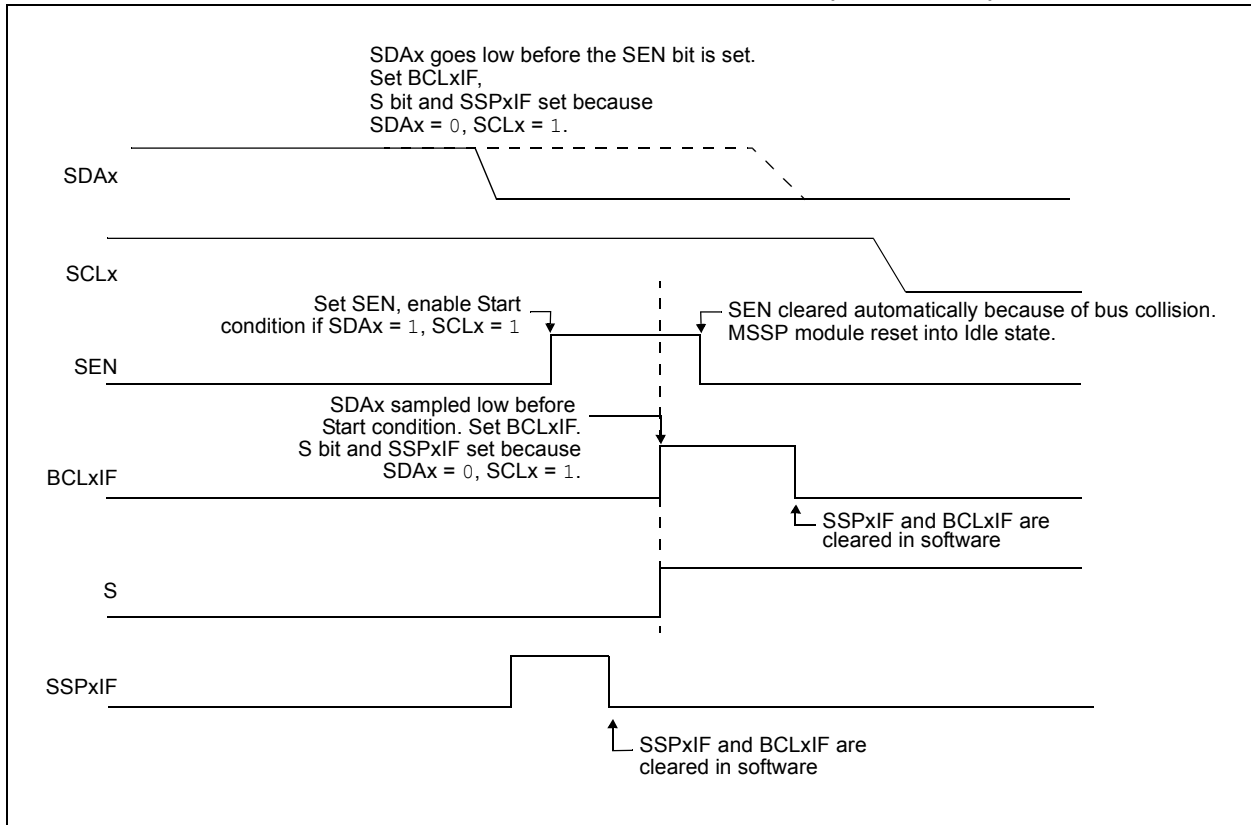 SDAx goes low before the SEN bit is set.
Set BCLxIF,
S bit and SSPxIF set because
SDAx = 0, SCLx = 1.
SDAx
SCLx
Set SEN, enable Start
condition if SDAx = 1, SCLx = 1
SEN cleared automatically because of bus collision.
MSSP module reset into Idle state.
SEN
SDAx sampled low before
Start condition. Set BCLxIF.
S bit and SSPxIF set because
SDAx = 0, SCLx = 1.
BCLxIF
SSPxIF and BCLxIF are
cleared in software
S
SSPxIF
SSPxIF and BCLxIF are
cleared in software